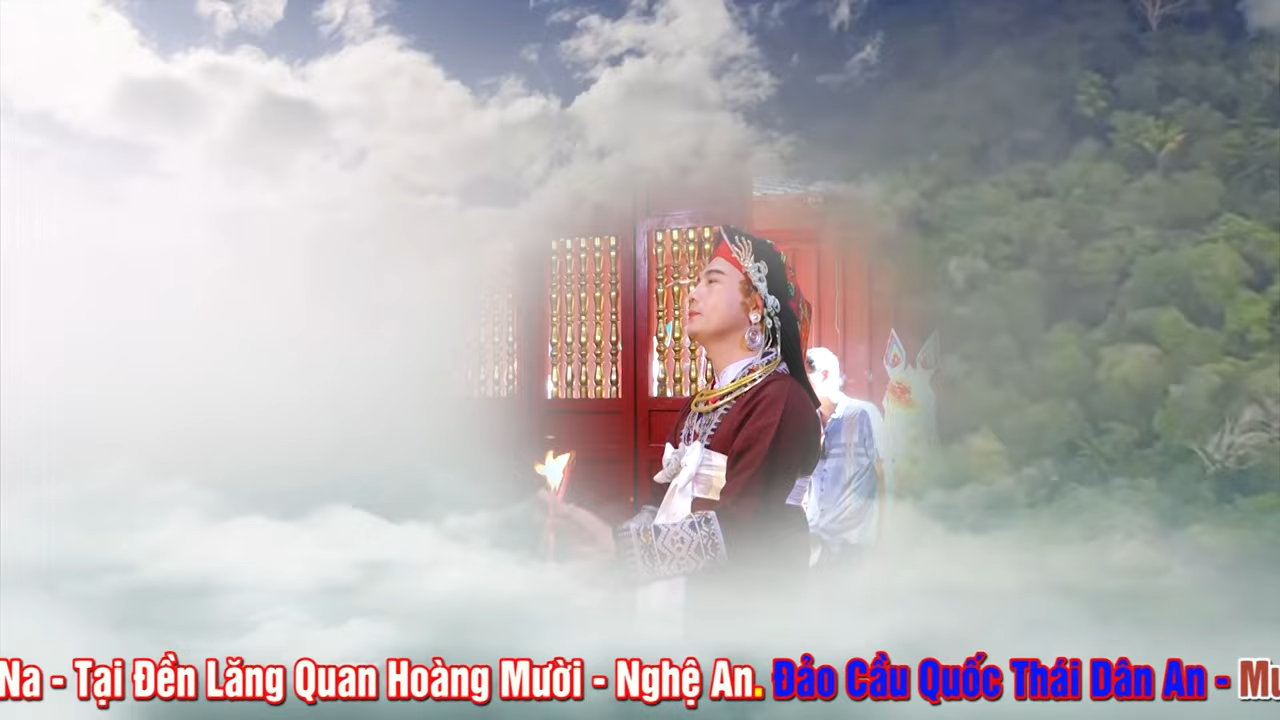 Na - Tại Đền Lăng Quan Hoàng Mười - Nghệ An. Đảo Cầu Quốc Thái Dân An -